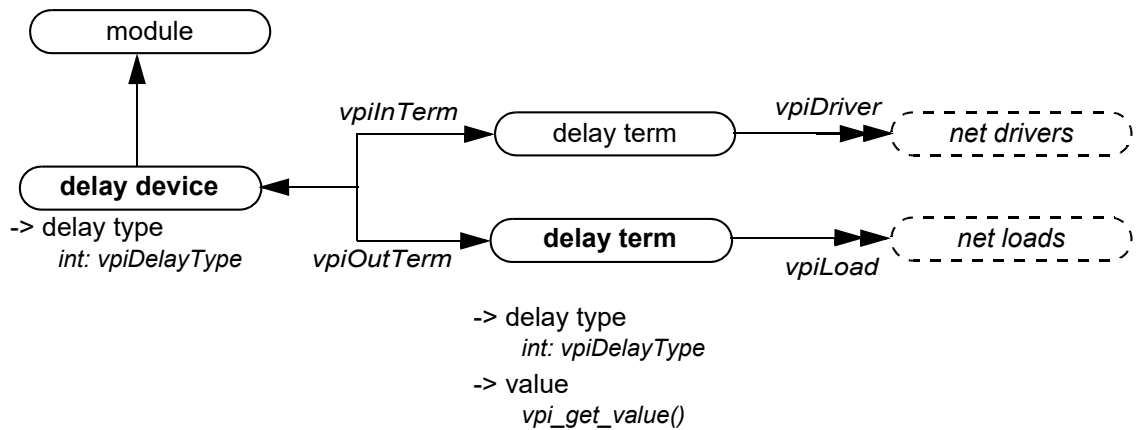 module
vpiInTerm
delay term
vpiDriver
net drivers
delay device
-> delay type
int: vpiDelayType
vpiOutTerm
delay term
vpiLoad
net loads
-> delay type
int: vpiDelayType
-> value
vpi_get_value()